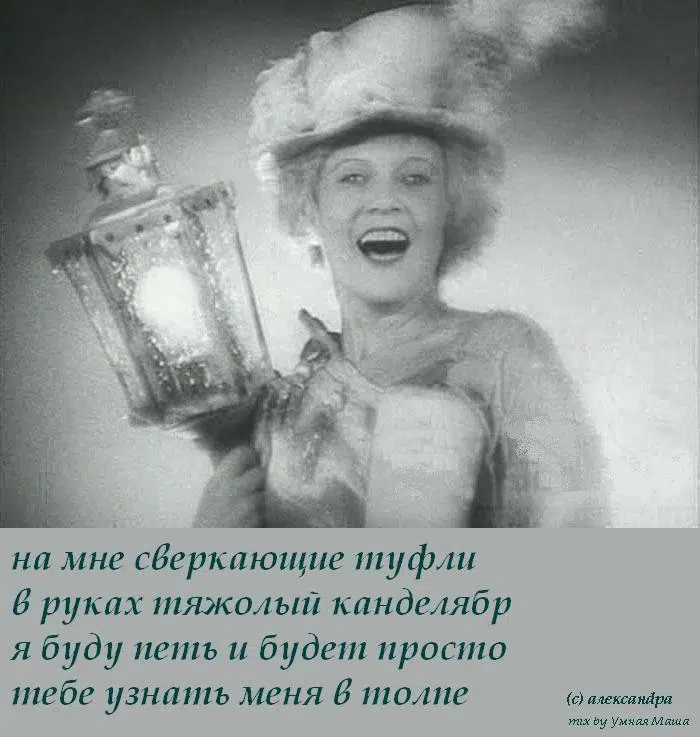 на мне сверкающие туфли
в руках тяжолый канделябр
я буду петь и будет просто
тебе узнать меня в толпе
(c) александра
mix by Умная Маша